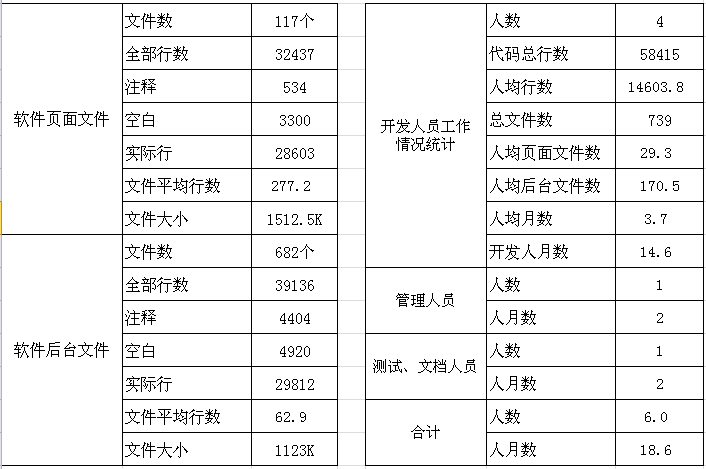 软件页面文件
文件数 117个
全部行数 32437
注释 534
空白 3300
实际行 28603
文件平均行数 277.2
文件大小 1512.5K
软件后台文件
文件数 682个
全部行数 39136
注释 4404
空白 4920
实际行 29812
文件平均行数 62.9
文件大小 1123K
开发人员工作
情况统计
人数 4
代码总行数 58415
人均行数 14603.8
总文件数 739
人均页面文件数 29.3
人均后台文件数 170.5
人均月数 3.7
开发人月数 14.6
管理人员
人数 1
人月数 2
测试、文档人员
人数 1
人月数 2
合计
人数 6.0
人月数 18.6